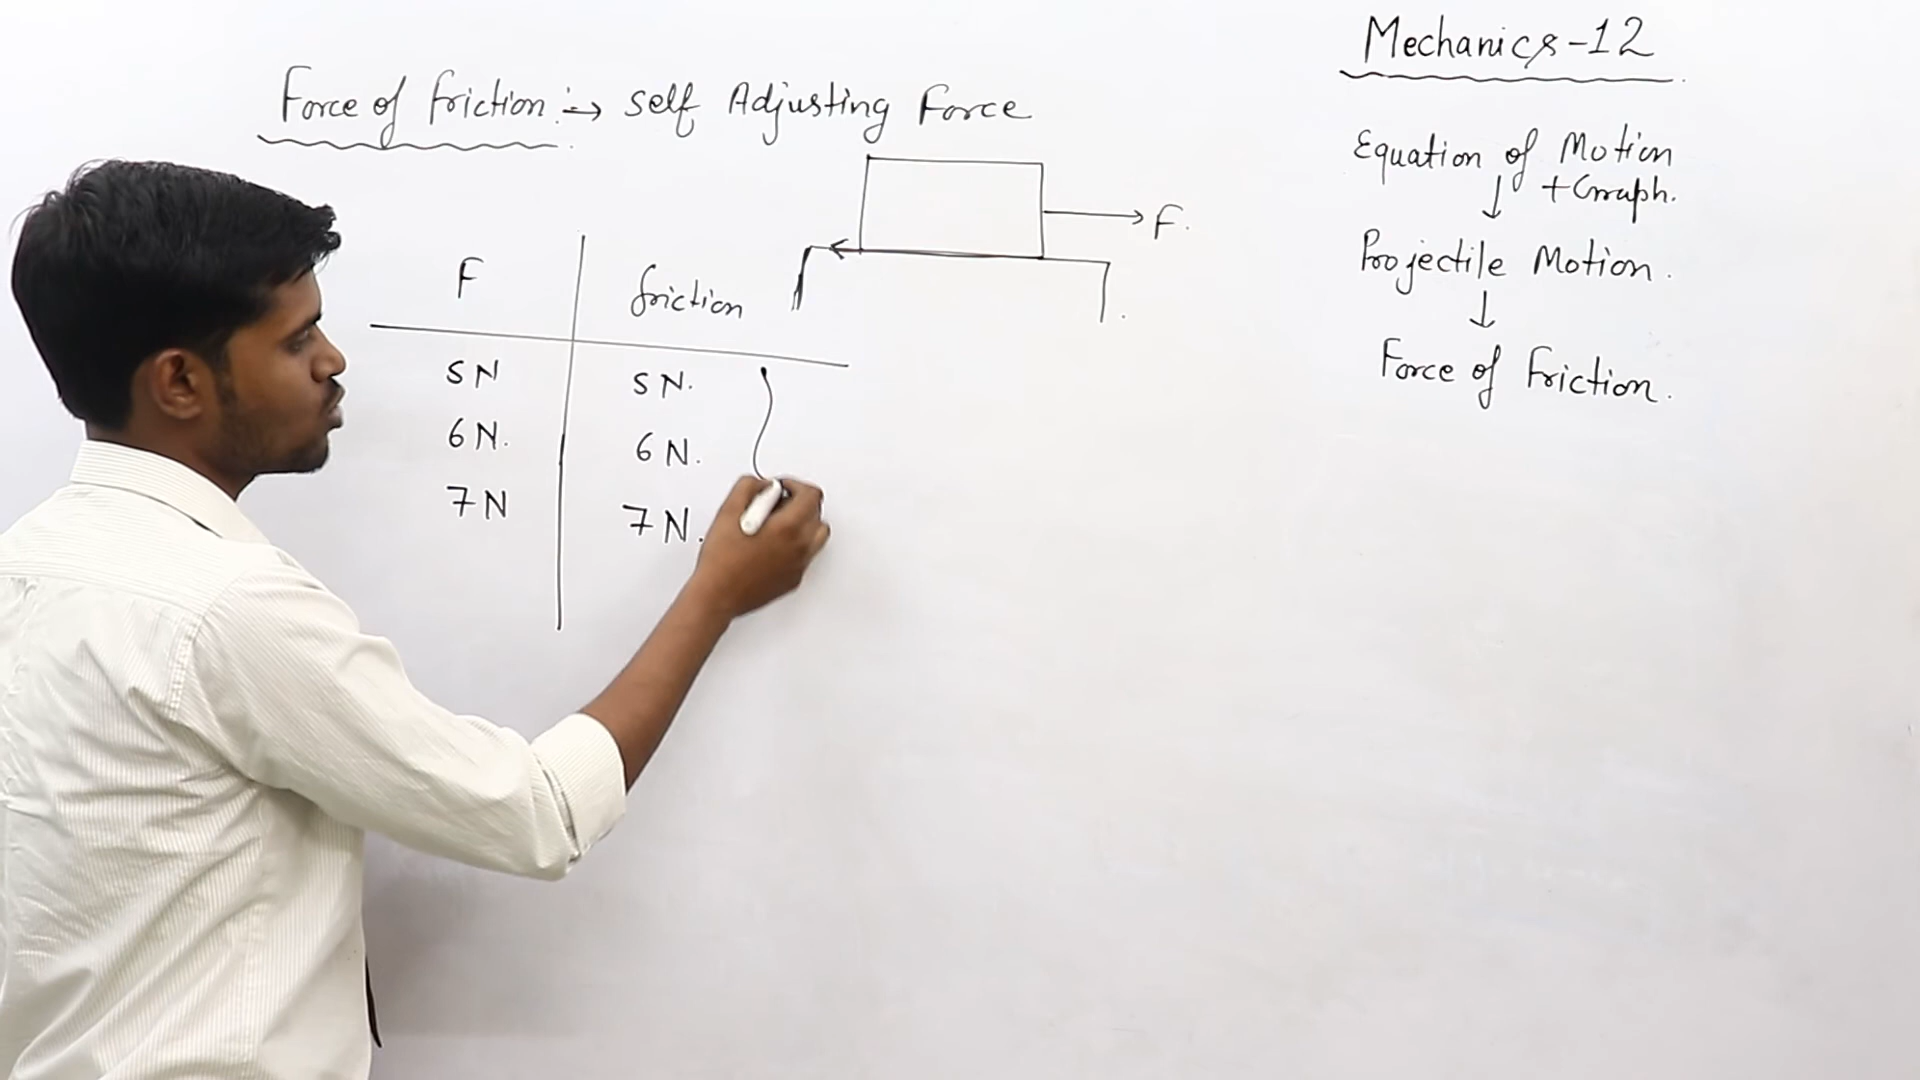 Mechanics-12
Force of friction :→ Self Adjusting Force
Equation of Motion
↓ + Graph.
Projectile Motion.
↓
Force of Friction.
F.
F friction
5N 5N.
6N. 6N.
7N 7N.